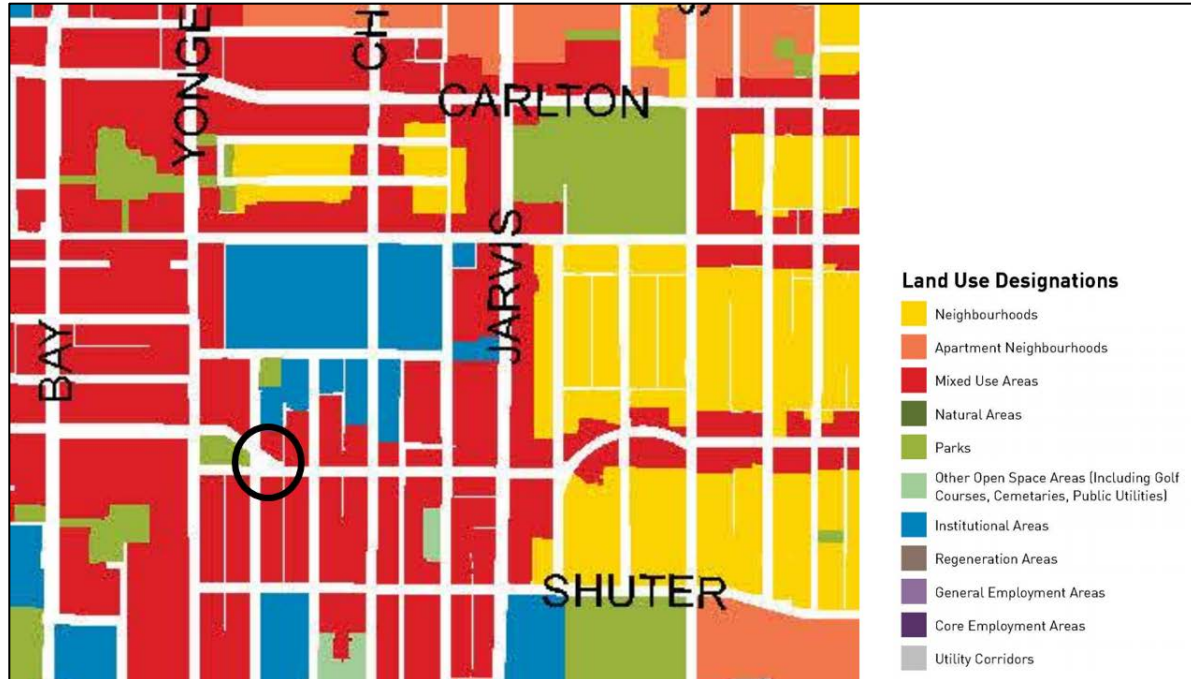 YONGE
CH
S
CARLTON
JARVIS
BAY
SHUTER
Land Use Designations
Neighbourhoods
Apartment Neighbourhoods
Mixed Use Areas
Natural Areas
Parks
Other Open Space Areas (Including Golf
Courses, Cemetaries, Public Utilities)
Institutional Areas
Regeneration Areas
General Employment Areas
Core Employment Areas
Utility Corridors